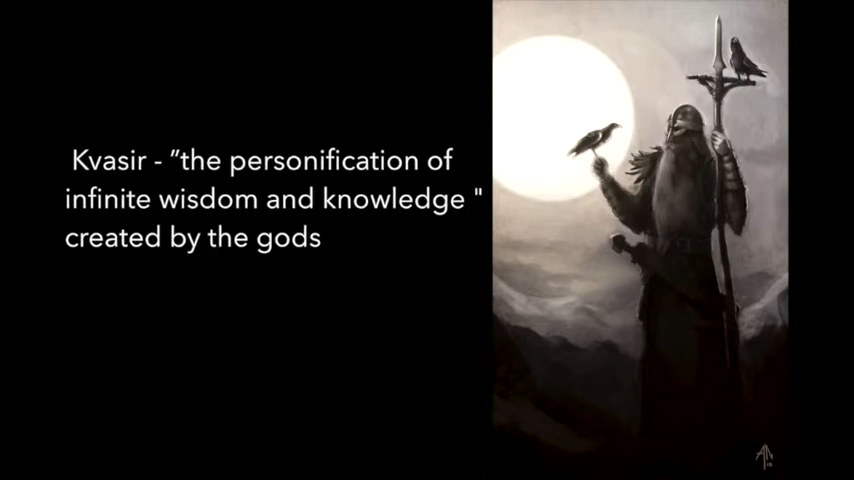 Kvasir - "the personification of
infinite wisdom and knowledge "
created by the gods